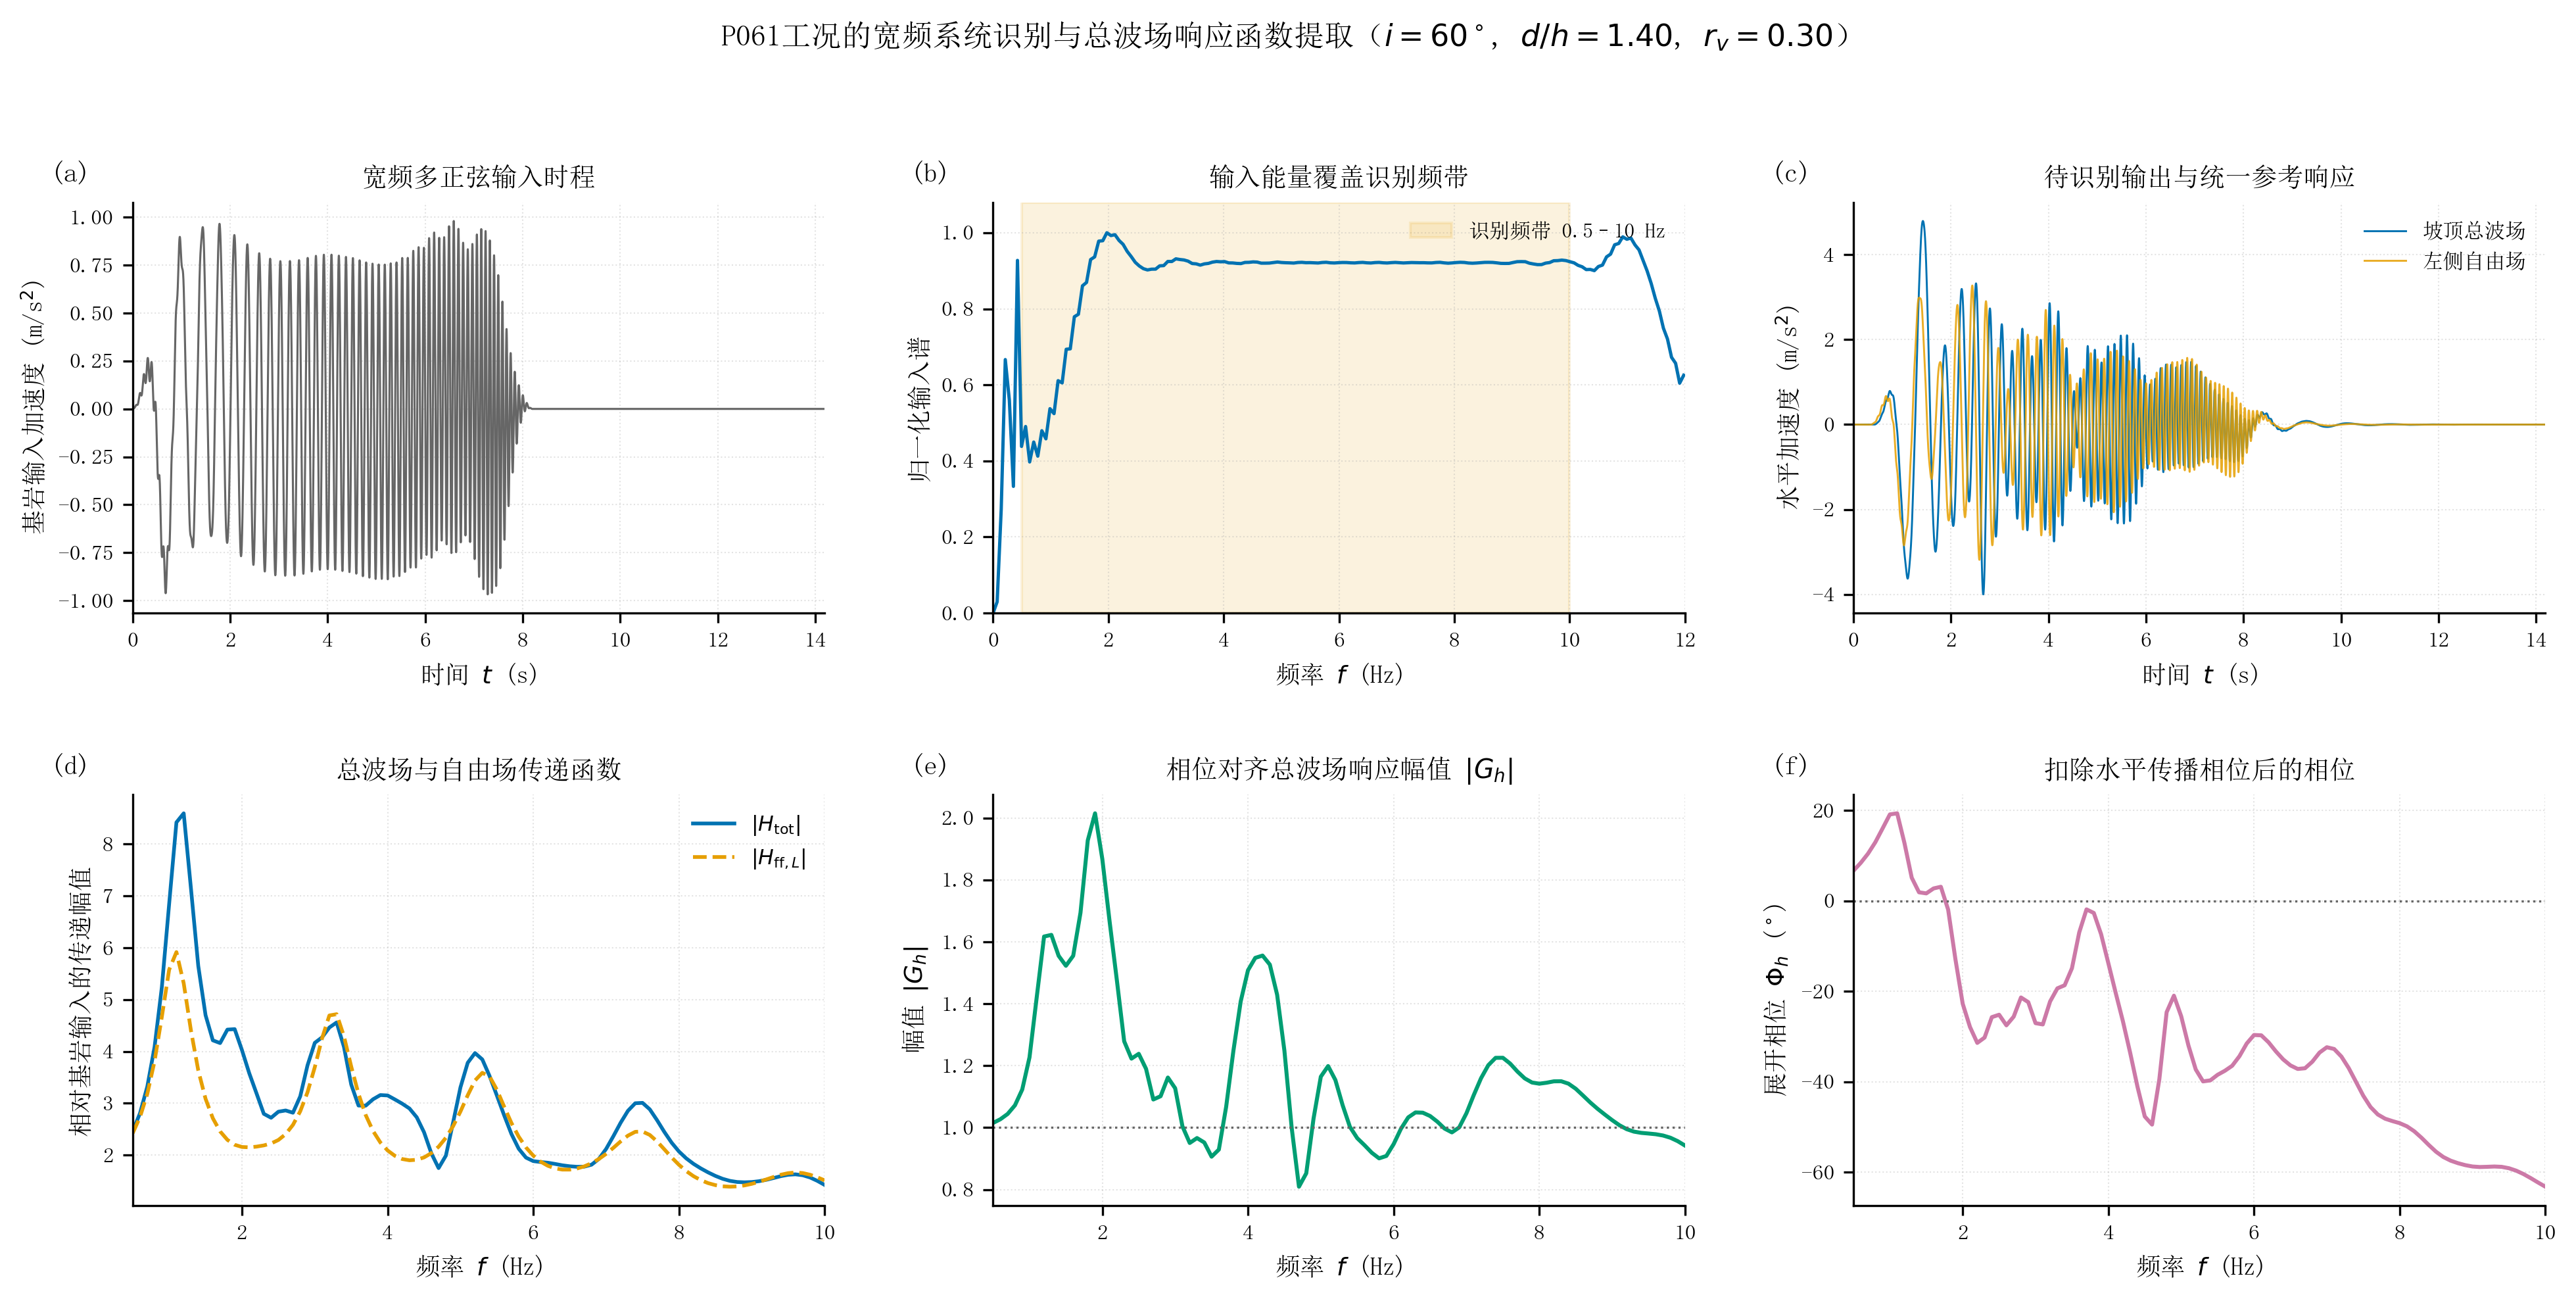 P061工况的宽频系统识别与总波场响应函数提取（i = 60°, d/h = 1.40, r_v = 0.30）
(a) 宽频多正弦输入时程
基岩输入加速度 (m/s²)
1.00
0.75
0.50
0.25
0.00
−0.25
−0.50
−0.75
−1.00
0 2 4 6 8 10 12 14
时间 t (s)
(b) 输入能量覆盖识别频带
识别频带 0.5–10 Hz
归一化输入谱
1.0
0.8
0.6
0.4
0.2
0.0
0 2 4 6 8 10 12
频率 f (Hz)
(c) 待识别输出与统一参考响应
坡顶总波场
左侧自由场
水平加速度 (m/s²)
4
2
0
−2
−4
0 2 4 6 8 10 12 14
时间 t (s)
(d) 总波场与自由场传递函数
|H_tot|
|H_ff,L|
相对基岩输入的传递幅值
8
7
6
5
4
3
2
2 4 6 8 10
频率 f (Hz)
(e) 相位对齐总波场响应幅值 |G_h|
幅值 |G_h|
2.0
1.8
1.6
1.4
1.2
1.0
0.8
2 4 6 8 10
频率 f (Hz)
(f) 扣除水平传播相位后的相位
展开相位 Φ_h (°)
20
0
−20
−40
−60
2 4 6 8 10
频率 f (Hz)